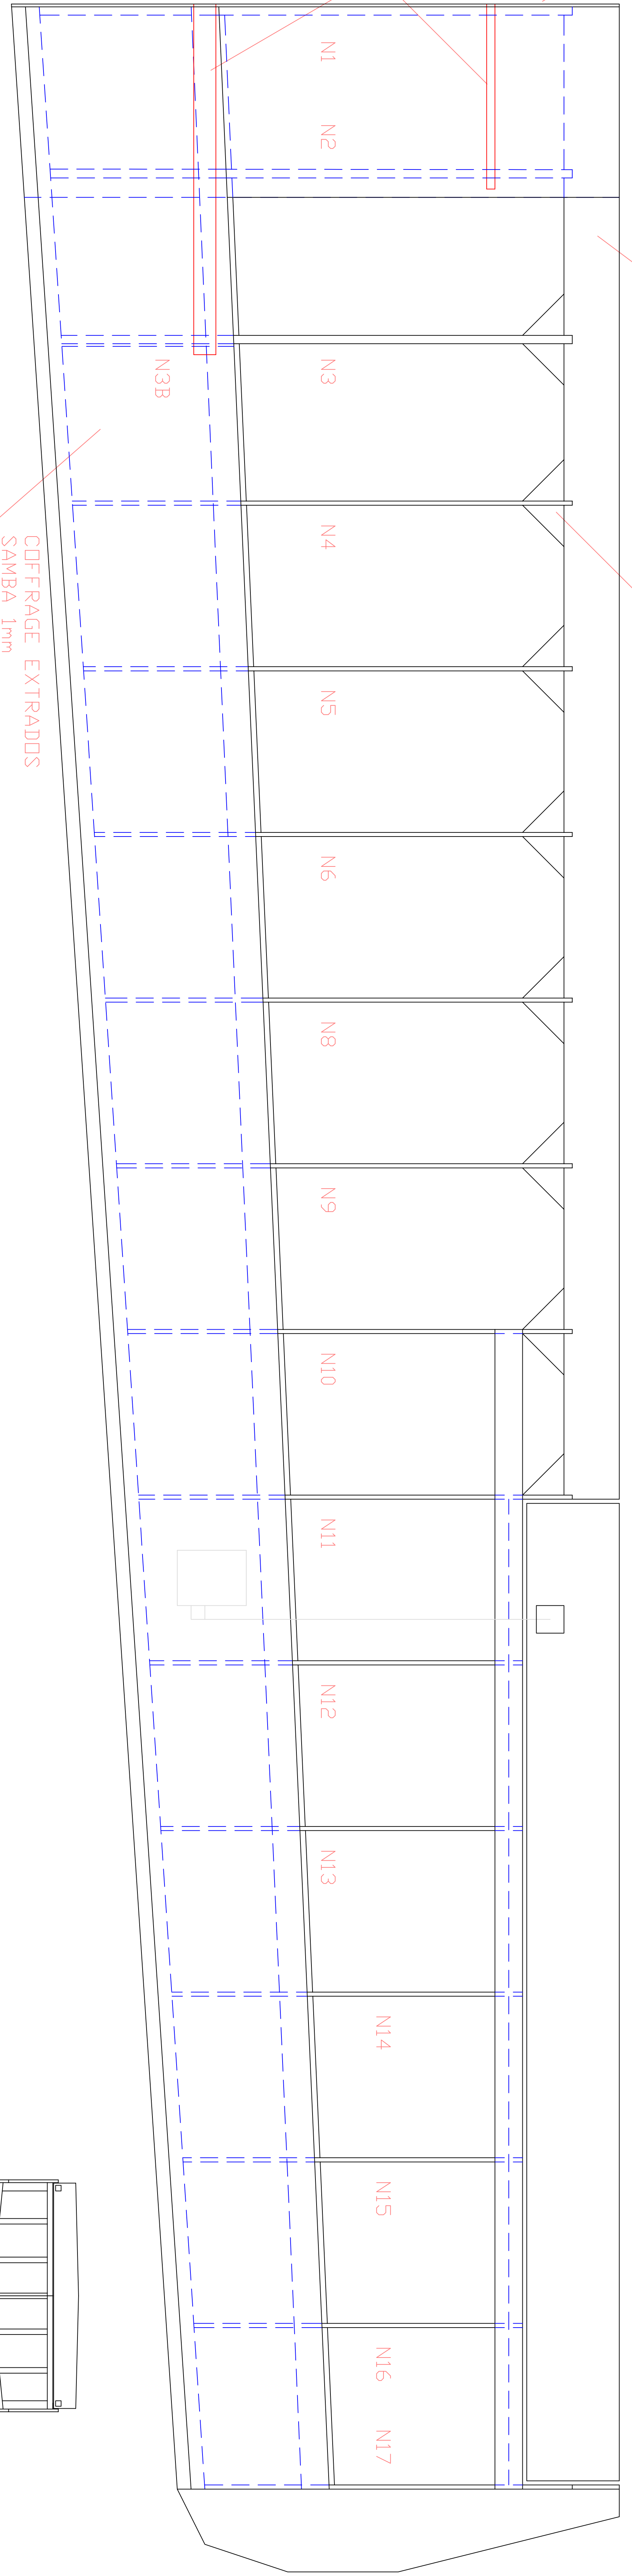 N1
N2
N3
N3B
N4
COFFRAGE EXTRADOS
SAMBA 1mm
N5
N6
N8
N9
N10
N11
N12
N13
N14
N15
N16
N17